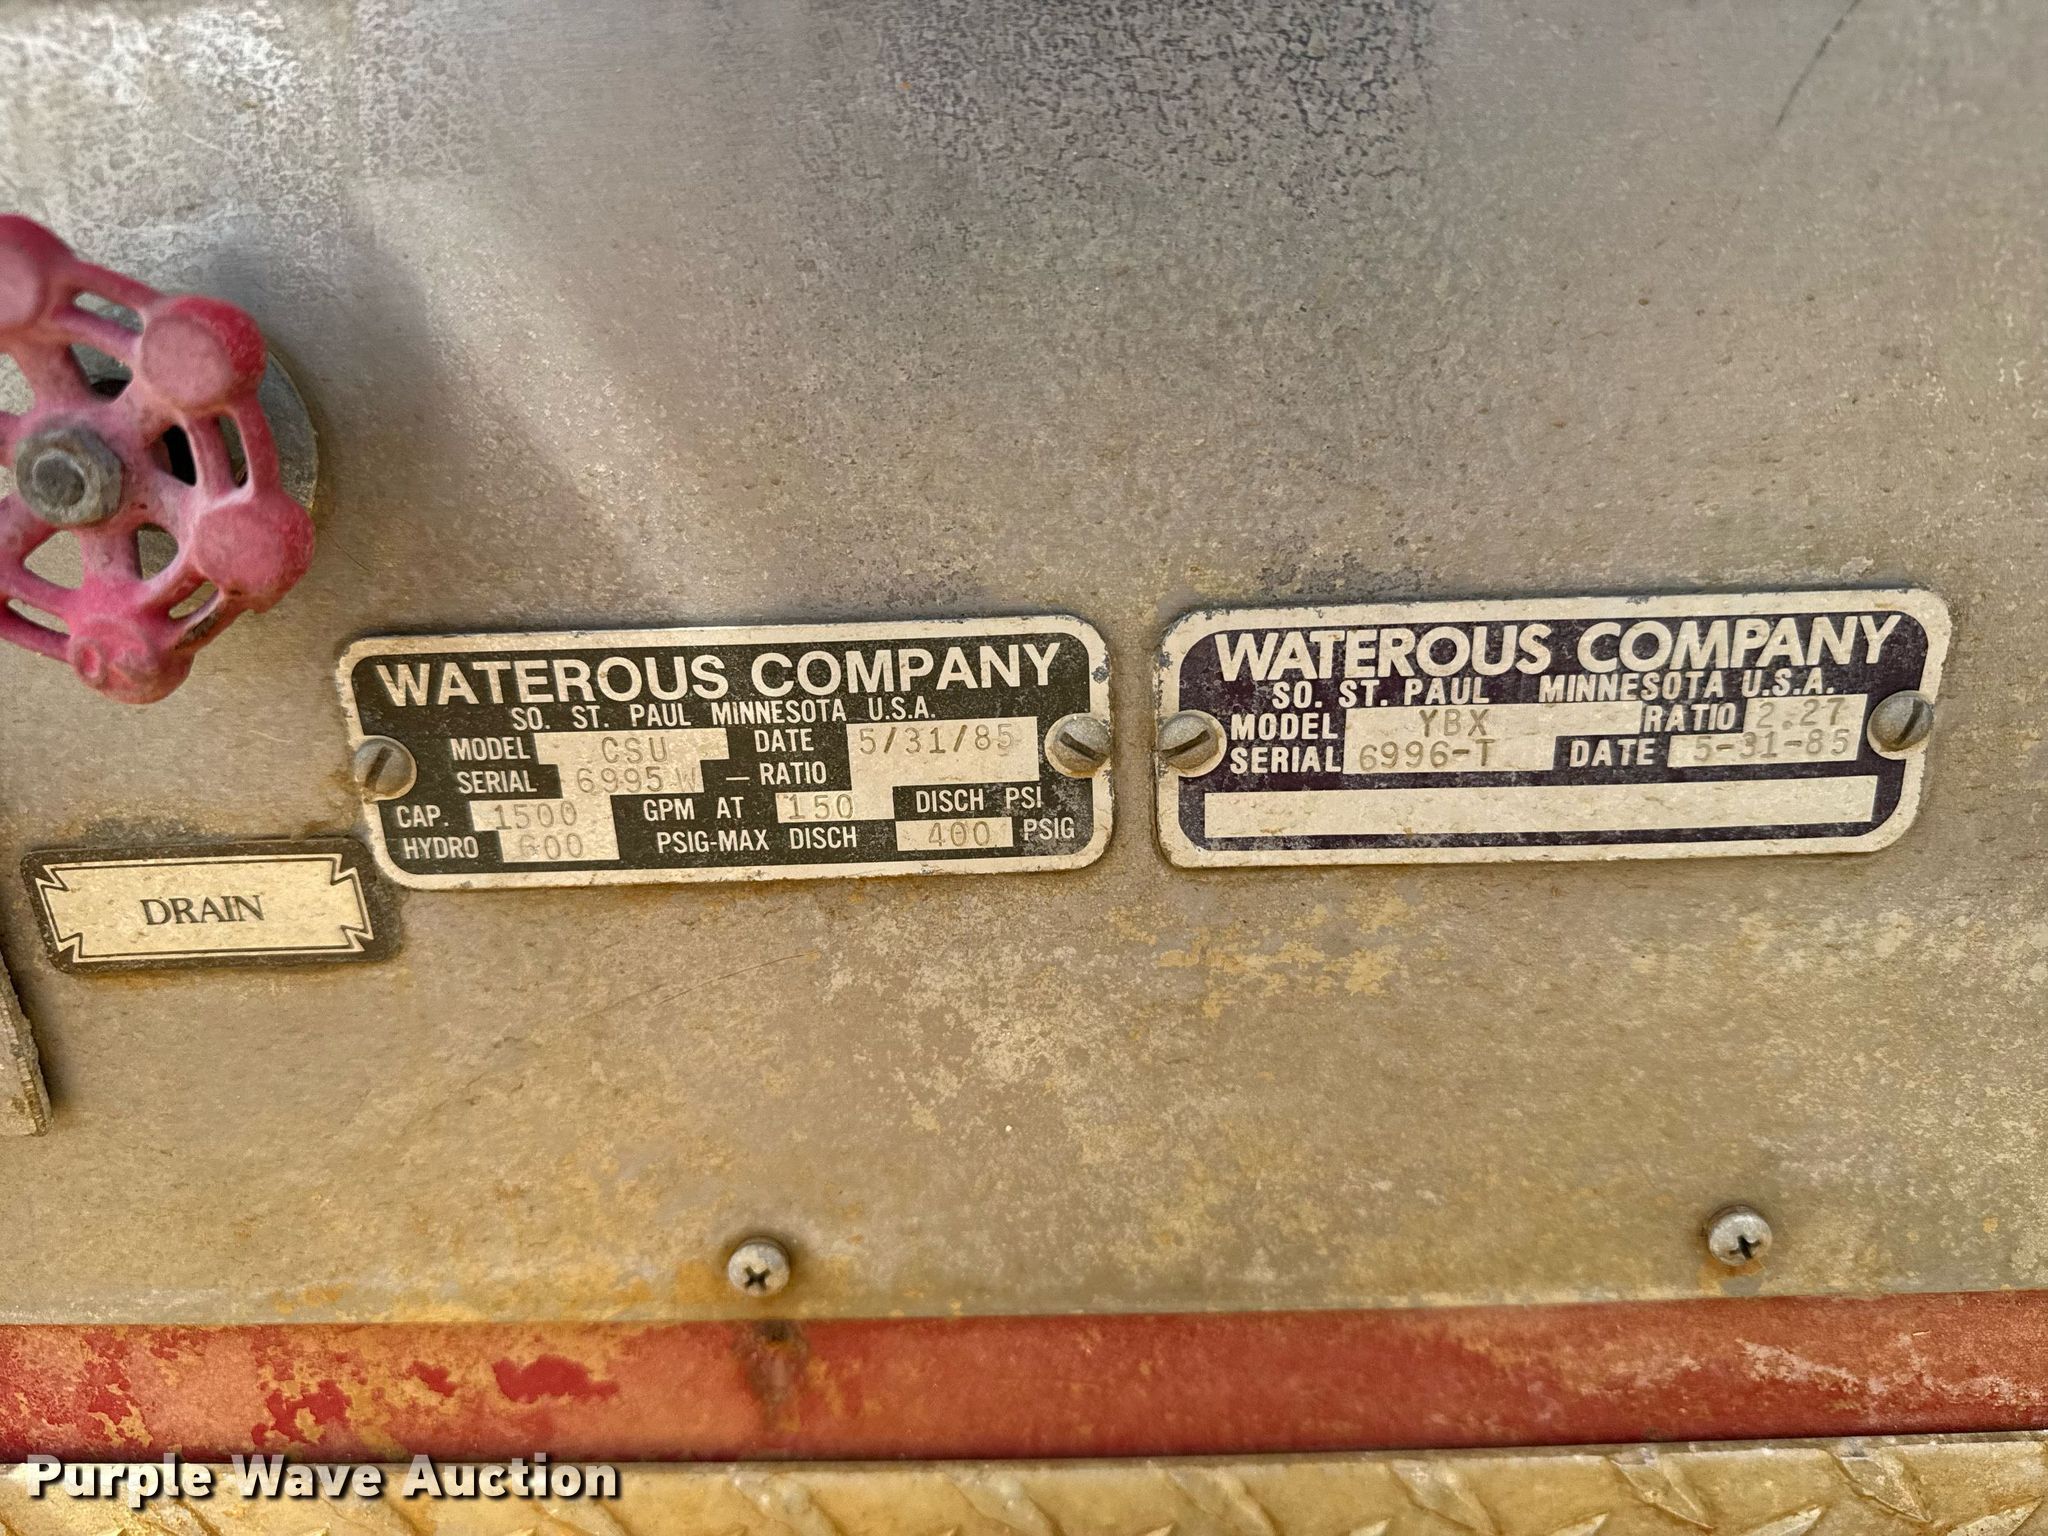 WATEROUS COMPANY
SO. ST. PAUL MINNESOTA U.S.A.
MODEL CSU DATE 5/31/85
SERIAL 6995 W – RATIO
CAP. 1500 GPM AT 150 DISCH PSI
HYDRO 600 PSIG-MAX DISCH 400 PSIG
WATEROUS COMPANY
SO. ST. PAUL MINNESOTA U.S.A.
MODEL YBX RATIO 2.27
SERIAL 6996-T DATE 5-31-85
DRAIN
Purple Wave Auction